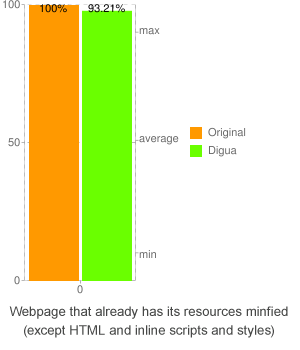 100
100%
93.21%
max
50
average
Original
Digua
min
0
0
Webpage that already has its resources minfied
(except HTML and inline scripts and styles)